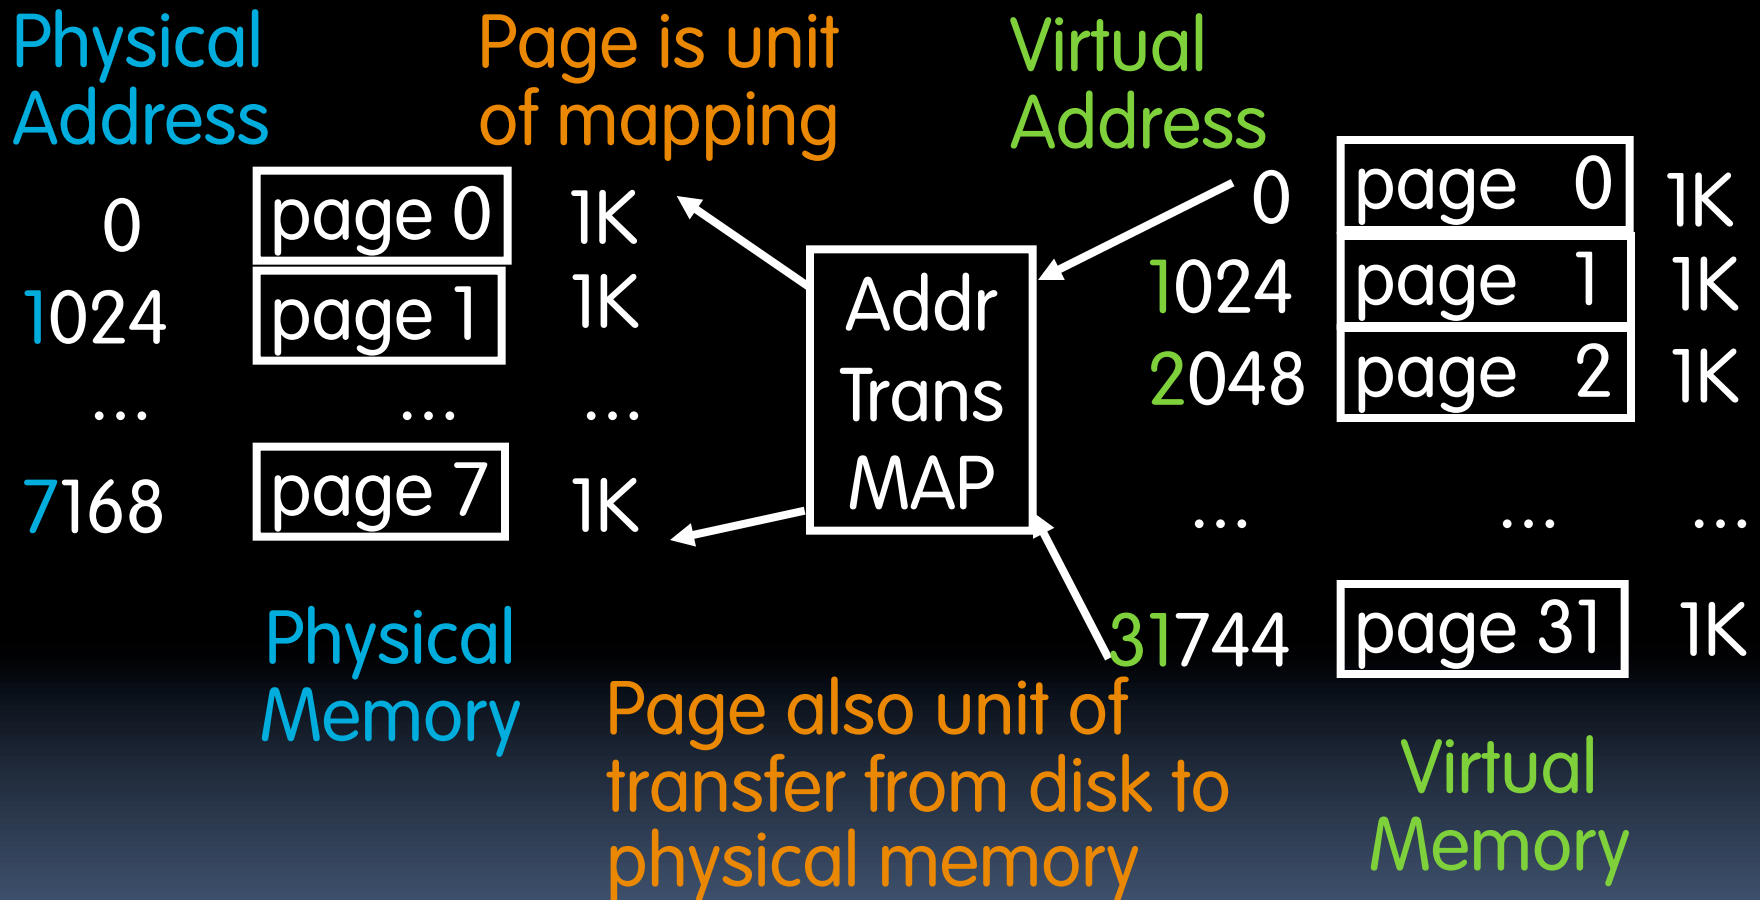 Physical
Address
Page is unit
of mapping
Virtual
Address
0 page 0 1K
1024 page 1 1K
... ... ...
7168 page 7 1K
Physical
Memory
Addr
Trans
MAP
0 page 0 1K
1024 page 1 1K
2048 page 2 1K
... ... ...
31744 page 31 1K
Page also unit of
transfer from disk to
physical memory
Virtual
Memory